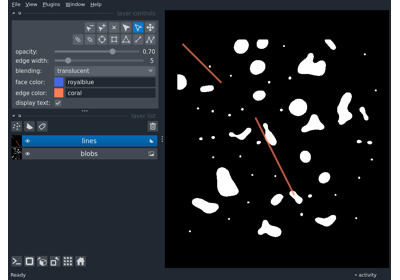 File View Plugins Window Help
layer controls
opacity: 0.70
edge width: 5
blending: translucent
face color: royalblue
edge color: coral
display text:
layer list
lines
blobs
Ready
activity